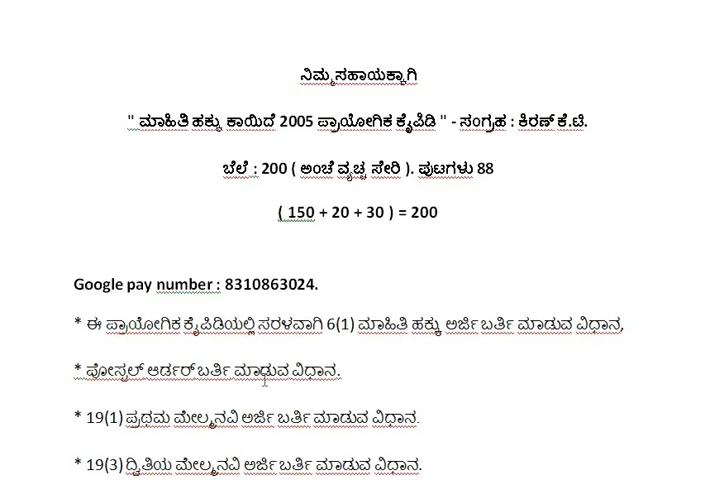 ನಿಮ್ಮ ಸಹಾಯಕ್ಕಾಗಿ
" ಮಾಹಿತಿ ಹಕ್ಕು ಕಾಯಿದೆ 2005 ಪ್ರಾಯೋಗಿಕ ಕೈಪಿಡಿ " - ಸಂಗ್ರಹ : ಕಿರಣ್ ಕೆ.ಟಿ.
ಬೆಲೆ : 200 ( ಅಂಚೆ ವ್ಯಚ್ಚ ಸೇರಿ ). ಪುಟಗಳು 88
( 150 + 20 + 30 ) = 200
Google pay number : 8310863024.
* ಈ ಪ್ರಾಯೋಗಿಕ ಕೈಪಿಡಿಯಲ್ಲಿ ಸರಳವಾಗಿ 6(1) ಮಾಹಿತಿ ಹಕ್ಕು ಅರ್ಜಿ ಬರ್ತಿ ಮಾಡುವ ವಿಧಾನ,
* ಪೋಸ್ಟಲ್ ಆರ್ಡರ್ ಬರ್ತಿ ಮಾಡುವ ವಿಧಾನ.
* 19(1) ಪ್ರಥಮ ಮೇಲ್ಮನವಿ ಅರ್ಜಿ ಬರ್ತಿ ಮಾಡುವ ವಿಧಾನ.
* 19(3) ದ್ವಿತಿಯ ಮೇಲ್ಮನವಿ ಅರ್ಜಿ ಬರ್ತಿ ಮಾಡುವ ವಿಧಾನ.